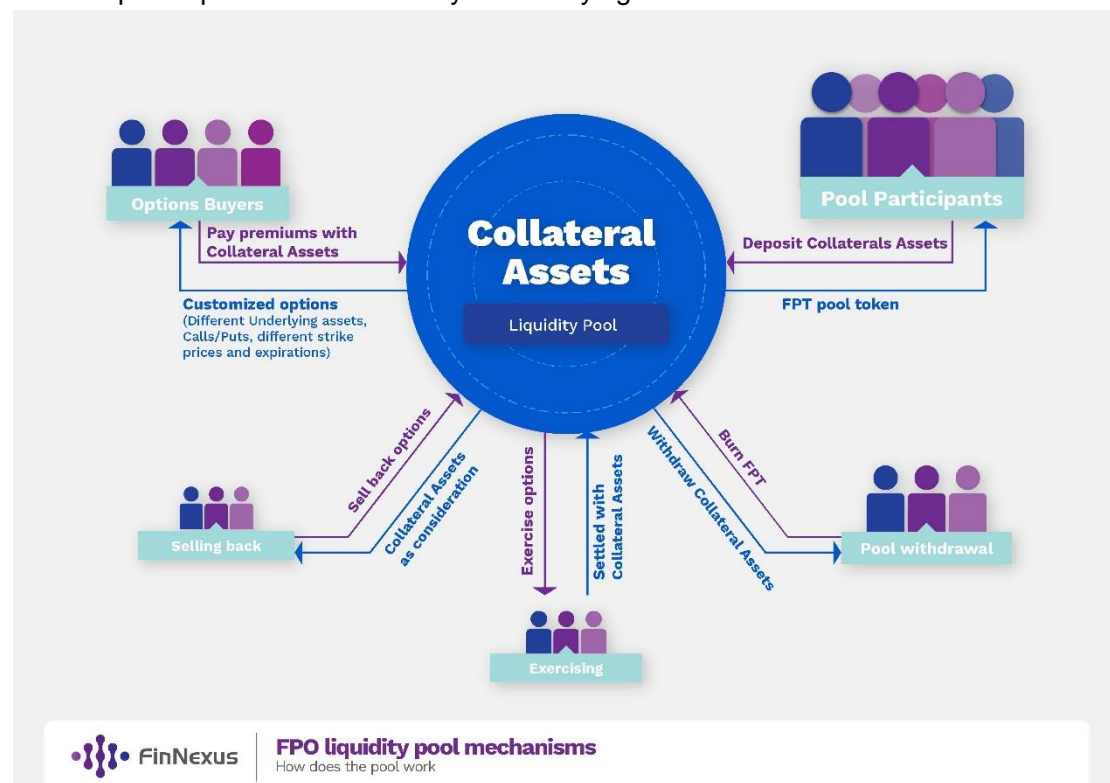 Options Buyers
Pay premiums with
Collateral Assets
Customized options
(Different Underlying assets,
Calls/Puts, different strike
prices and expirations)
Collateral
Assets
Liquidity Pool
Pool Participants
Deposit Collaterals Assets
FPT pool token
Sell back options
Collateral Assets
as consideration
Selling back
Exercise options
Settled with
Collateral Assets
Exercising
Burn FPT
Withdraw Collateral Assets
Pool withdrawal
FinNexus
FPO liquidity pool mechanisms
How does the pool work